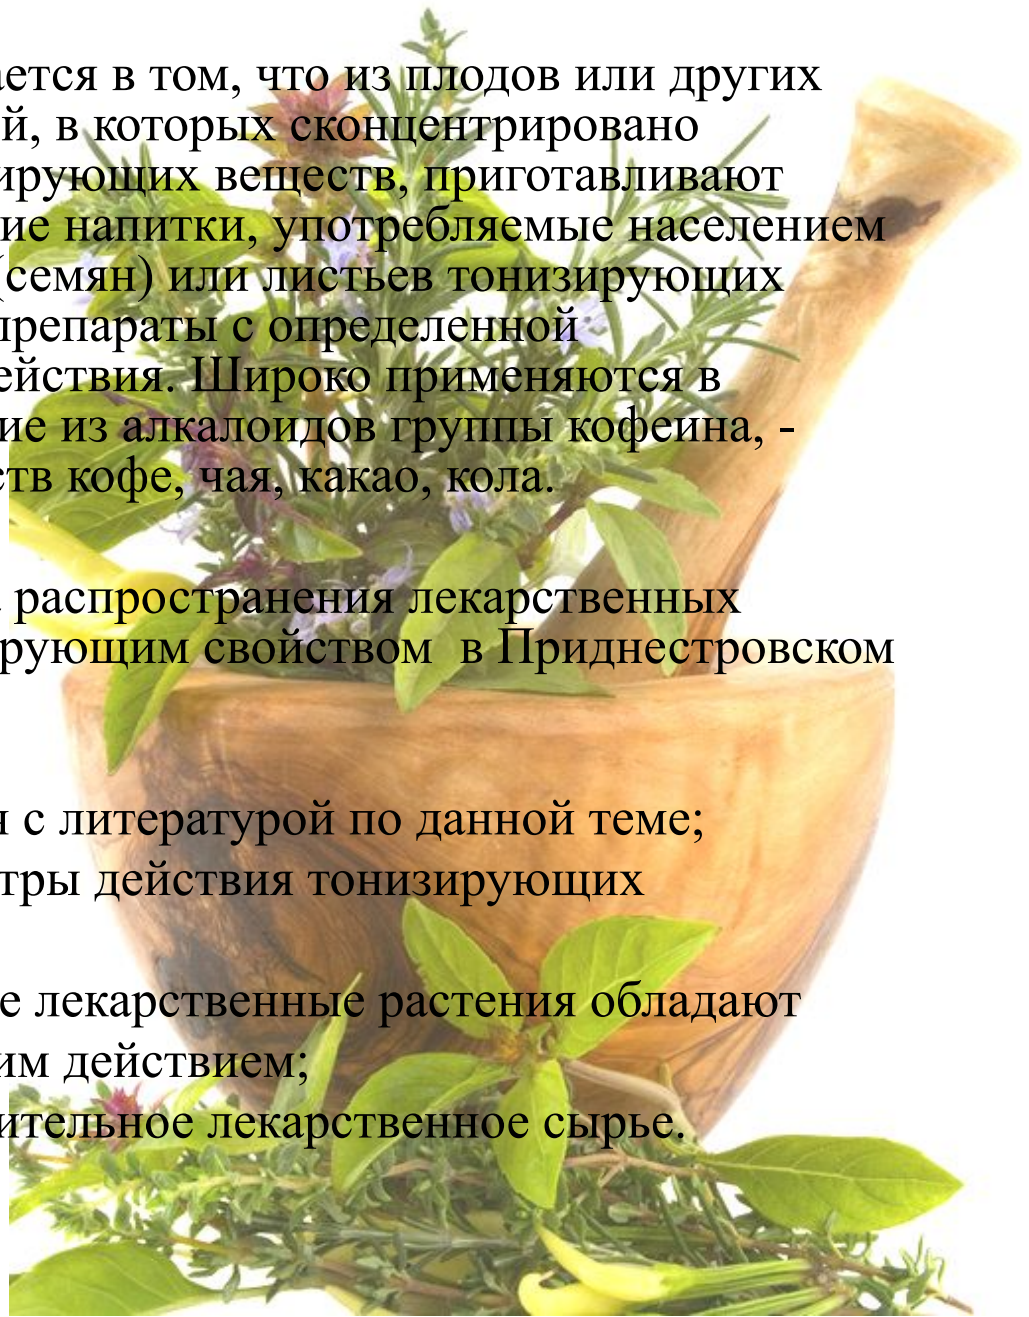 ается в том, что из плодов или других
й, в которых сконцентрировано
ирующих веществ, приготавливают
ие напитки, употребляемые населением
(семян) или листьев тонизирующих
препараты с определенной
ействия. Широко применяются в
ие из алкалоидов группы кофеина, -
ств кофе, чая, какао, кола.
распространения лекарственных
рующим свойством в Приднестровском
я с литературой по данной теме;
тры действия тонизирующих
е лекарственные растения обладают
им действием;
ительное лекарственное сырье.